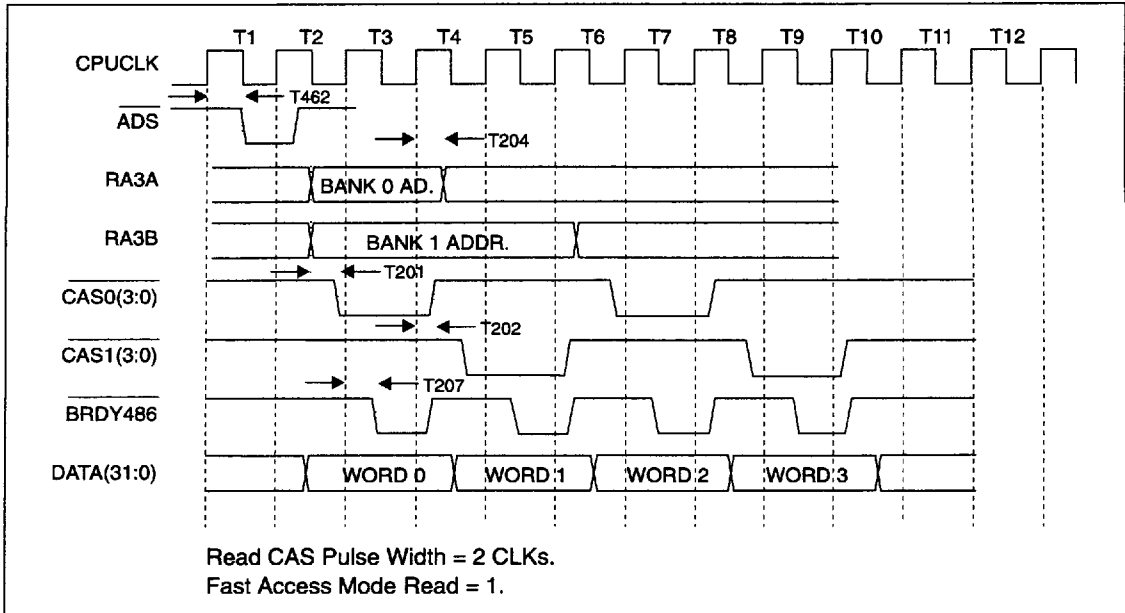 T1 T2 T3 T4 T5 T6 T7 T8 T9 T10 T11 T12
CPUCLK
T462
ADS
T204
RA3A
BANK 0 AD.
RA3B
BANK 1 ADDR.
T201
CAS0(3:0)
T202
CAS1(3:0)
T207
BRDY486
DATA(31:0)
WORD 0 WORD 1 WORD 2 WORD 3
Read CAS Pulse Width = 2 CLKs.
Fast Access Mode Read = 1.